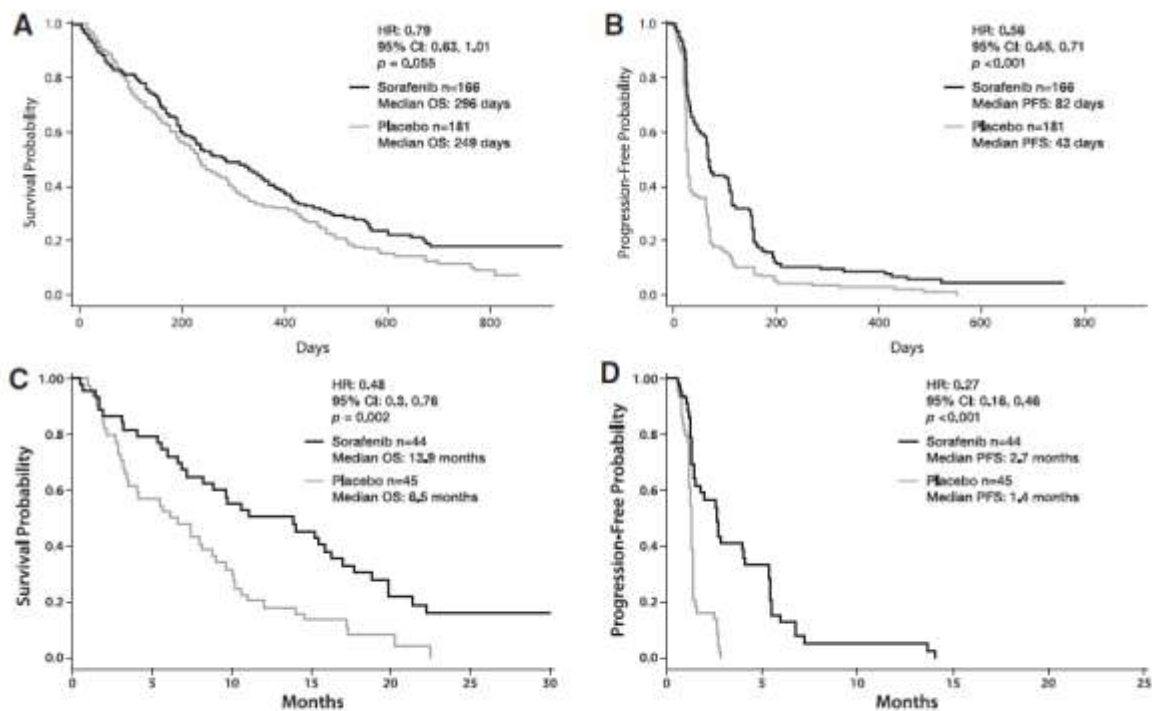 A
HR: 0.79
95% CI: 0.63, 1.01
p = 0.055
Sorafenib n=166
Median OS: 296 days
Placebo n=181
Median OS: 249 days
Survival Probability
1.0
0.8
0.6
0.4
0.2
0.0
0 200 400 600 800
Days
B
HR: 0.56
95% CI: 0.45, 0.71
p <0.001
Sorafenib n=166
Median PFS: 82 days
Placebo n=181
Median PFS: 43 days
Progression-Free Probability
1.0
0.8
0.6
0.4
0.2
0.0
0 200 400 600 800
Days
C
HR: 0.48
95% CI: 0.3, 0.76
p = 0.002
Sorafenib n=44
Median OS: 13.9 months
Placebo n=45
Median OS: 6.5 months
Survival Probability
1.00
0.8
0.6
0.4
0.2
0.0
0 5 10 15 20 25 30
Months
D
HR: 0.27
95% CI: 0.16, 0.46
p <0.001
Sorafenib n=44
Median PFS: 2.7 months
Placebo n=45
Median PFS: 1.4 months
Progression-Free Probability
1.00
0.8
0.6
0.4
0.2
0.0
0 5 10 15 20 25
Months